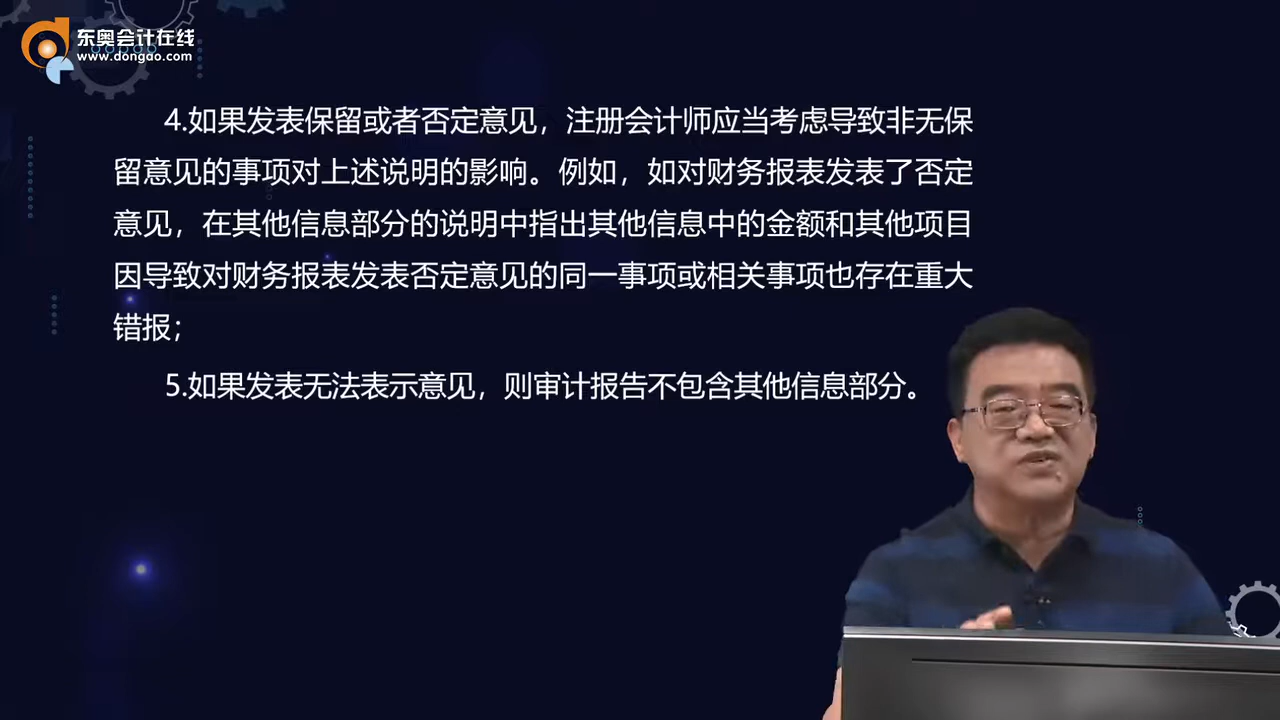 东奥会计在线
www.dongao.com
4.如果发表保留或者否定意见，注册会计师应当考虑导致非无保
留意见的事项对上述说明的影响。例如，如对财务报表发表了否定
意见，在其他信息部分的说明中指出其他信息中的金额和其他项目
因导致对财务报表发表否定意见的同一事项或相关事项也存在重大
错报；
5.如果发表无法表示意见，则审计报告不包含其他信息部分。